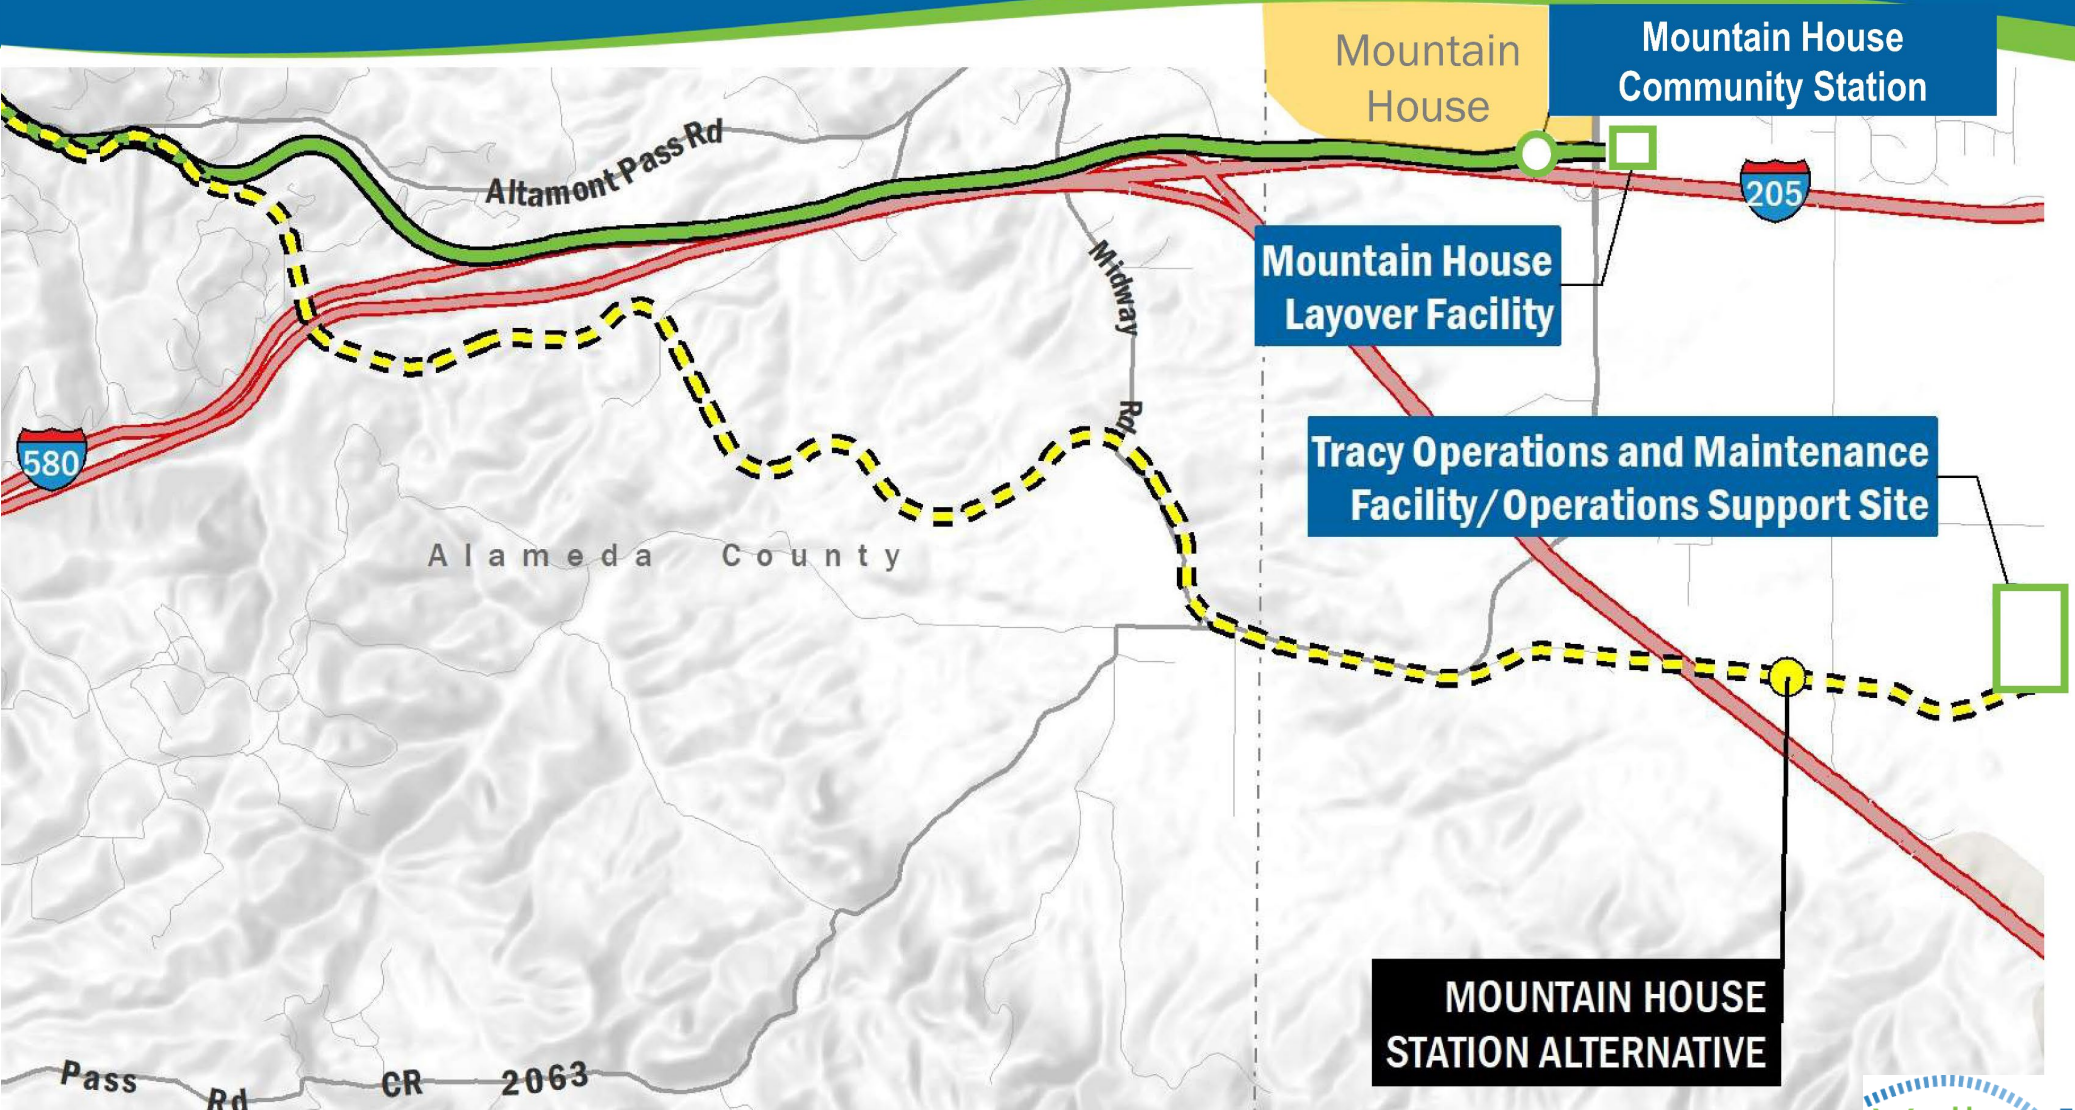 Mountain
House
Mountain House
Community Station
Altamont Pass Rd
205
Midway
Rd
Mountain House
Layover Facility
580
Tracy Operations and Maintenance
Facility/Operations Support Site
Alameda County
MOUNTAIN HOUSE
STATION ALTERNATIVE
Pass Rd
CR 2063